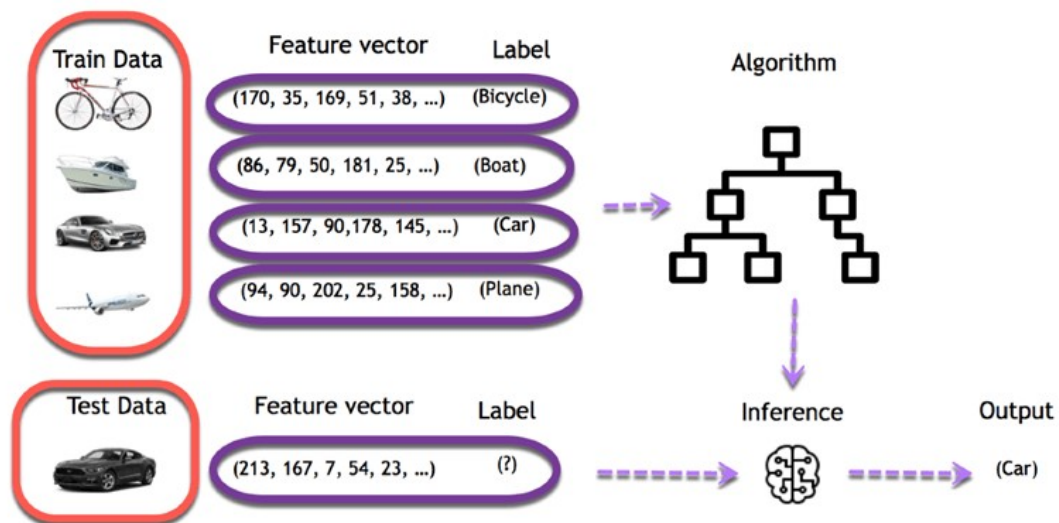 Train Data
Feature vector
Label
Algorithm
(170, 35, 169, 51, 38, ...)
(Bicycle)
(86, 79, 50, 181, 25, ...)
(Boat)
(13, 157, 90,178, 145, ...)
(Car)
(94, 90, 202, 25, 158, ...)
(Plane)
Test Data
Feature vector
Label
Inference
Output
(213, 167, 7, 54, 23, ...)
(?)
(Car)